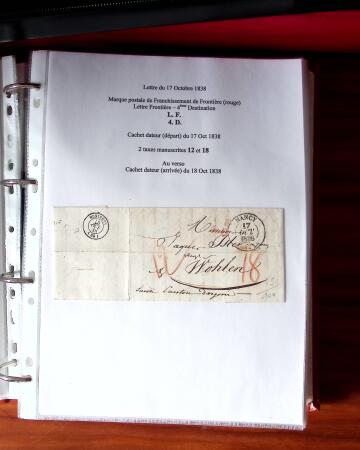 Lettre du 17 Octobre 1838
Marque postale de Franchissement de Frontière (rouge)
Lettre Frontière – 4ème Destination
L. F.
4. D.
Cachet dateur (départ) du 17 Oct 1838
2 taxes manuscrites 12 et 18
Au verso
Cachet dateur (arrivée) du 18 Oct 1838
NANCY
17
Wohlen
18